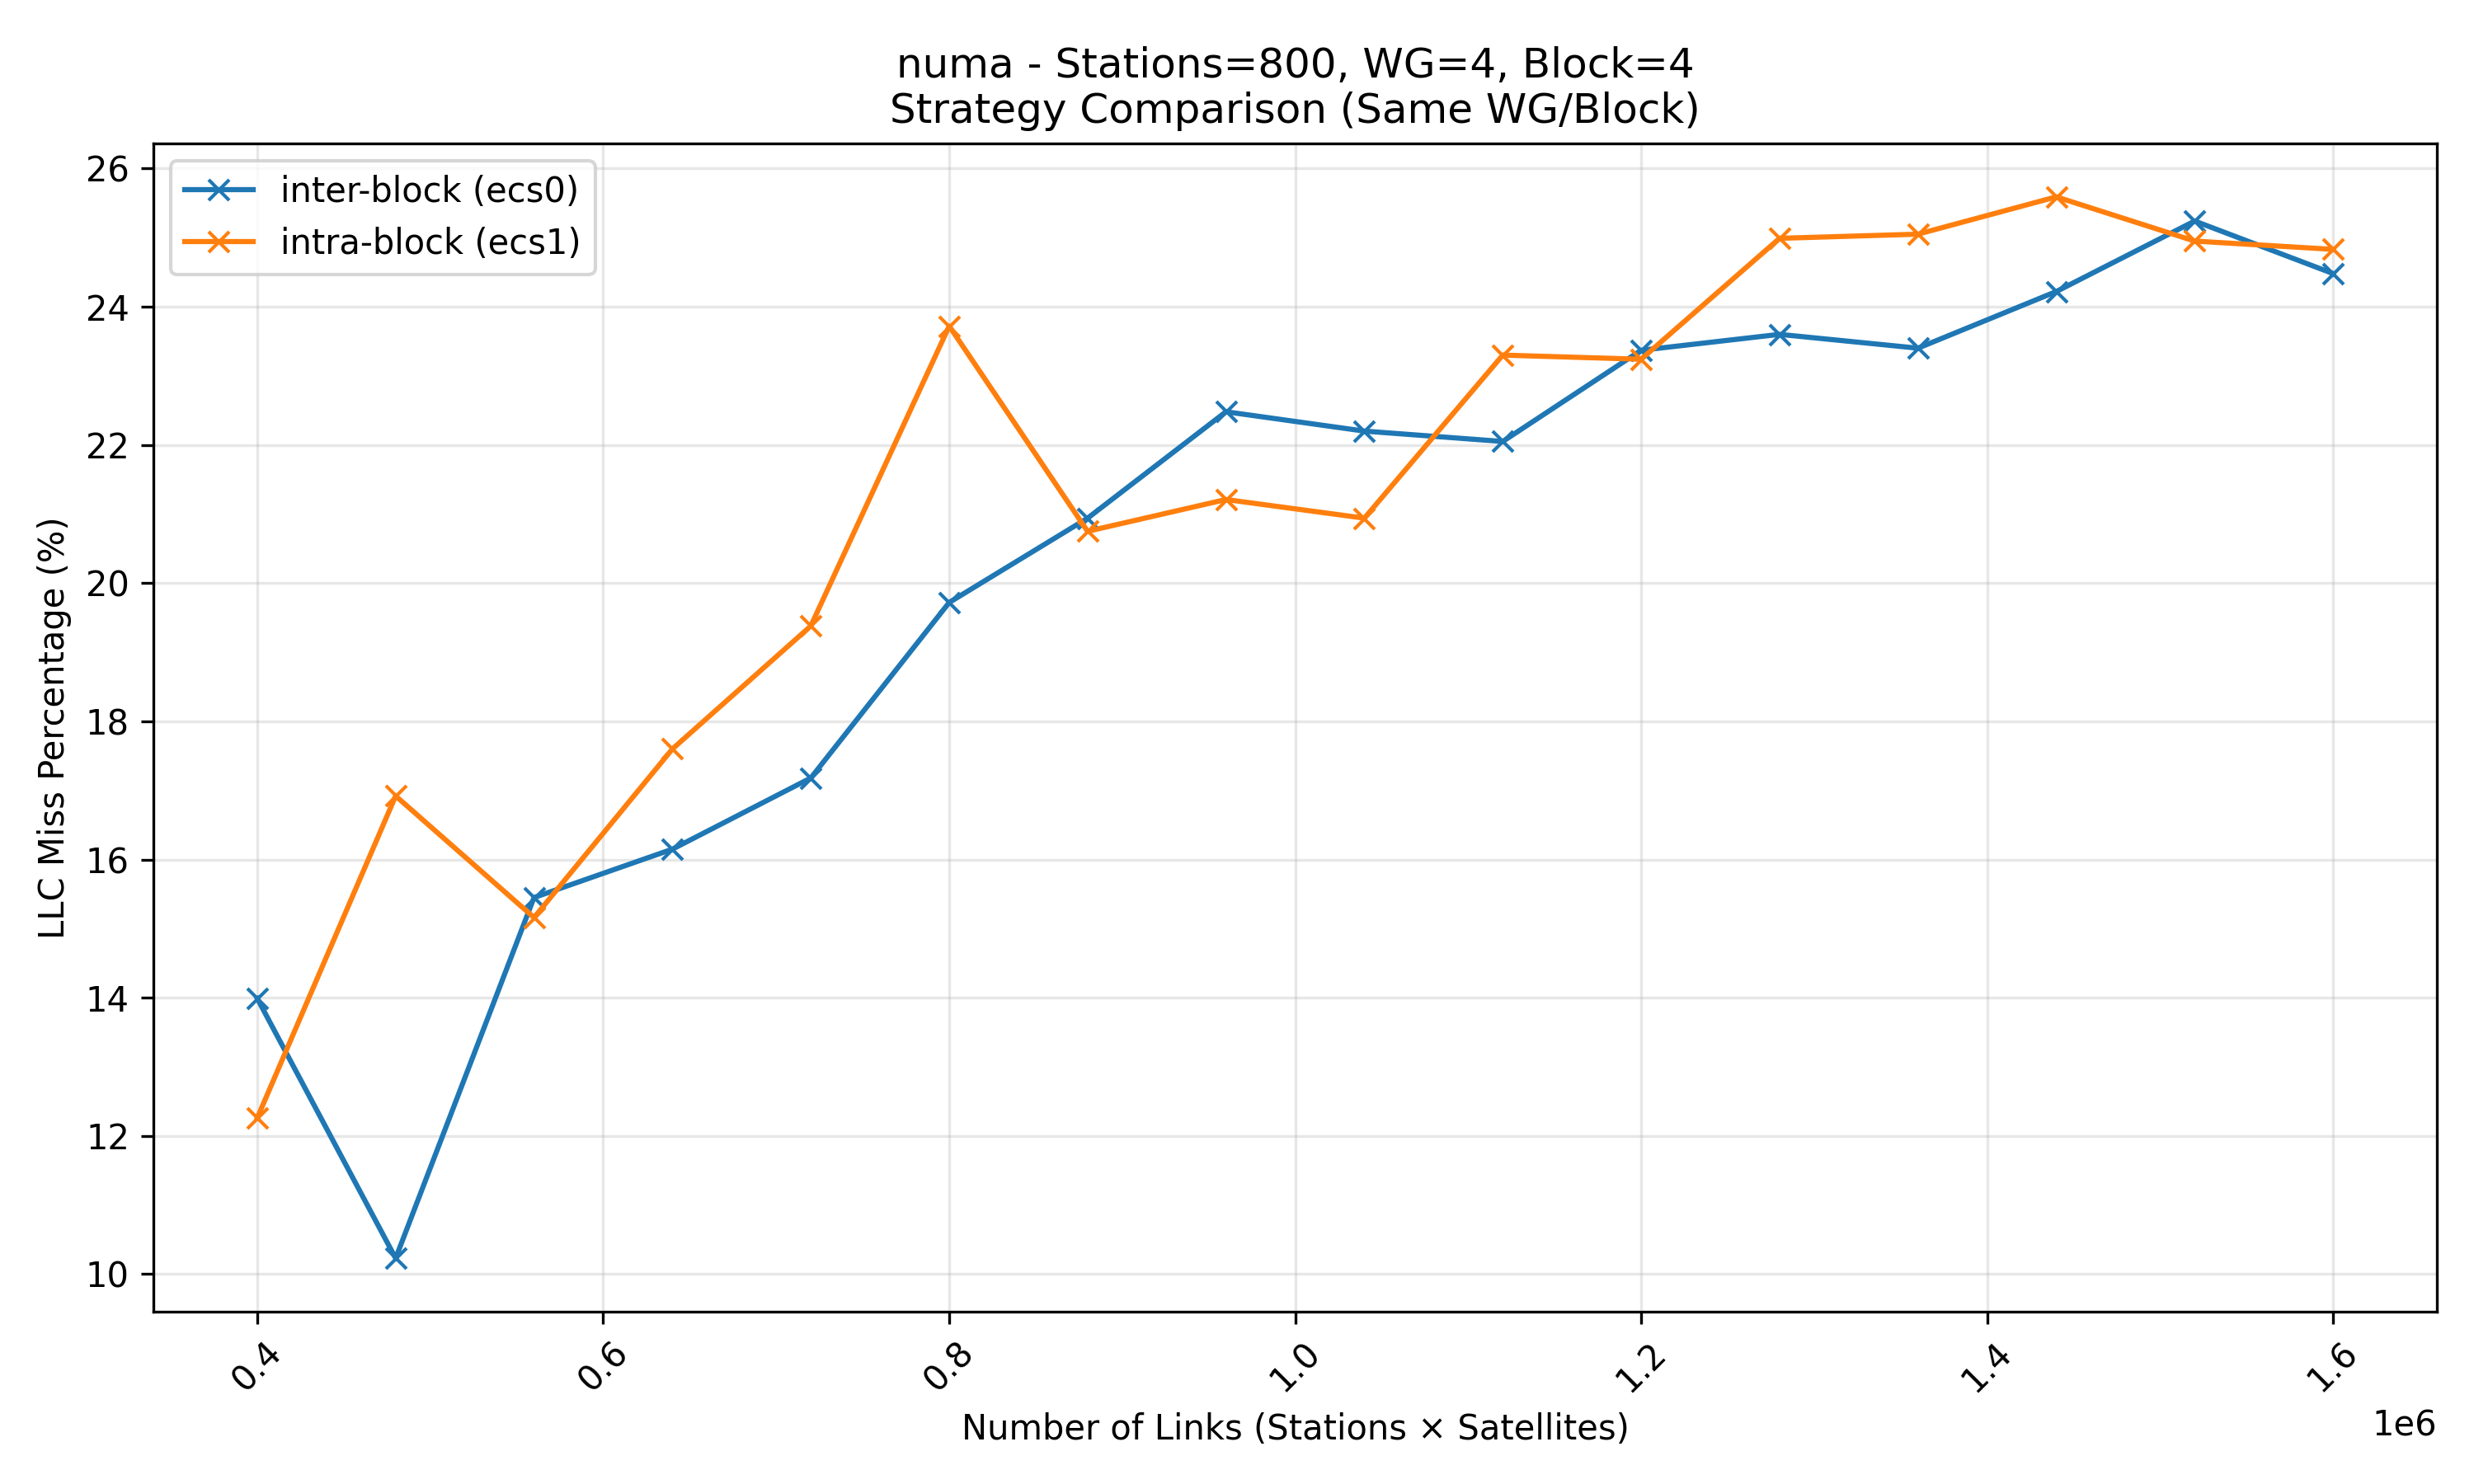 numa - Stations=800, WG=4, Block=4
Strategy Comparison (Same WG/Block)
inter-block (ecs0)
intra-block (ecs1)
LLC Miss Percentage (%)
26
24
22
20
18
16
14
12
10
0.4
0.6
0.8
1.0
1.2
1.4
1.6
1e6
Number of Links (Stations × Satellites)